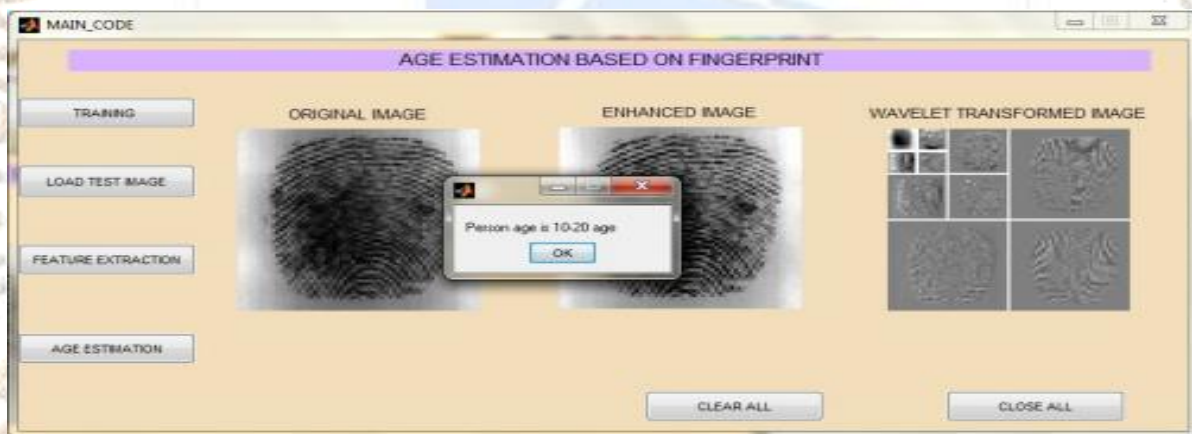 MAIN_CODE
AGE ESTIMATION BASED ON FINGERPRINT
TRAINING
ORIGINAL IMAGE
ENHANCED IMAGE
WAVELET TRANSFORMED IMAGE
LOAD TEST IMAGE
Person age is 10-20 age
OK
FEATURE EXTRACTION
AGE ESTIMATION
CLEAR ALL
CLOSE ALL